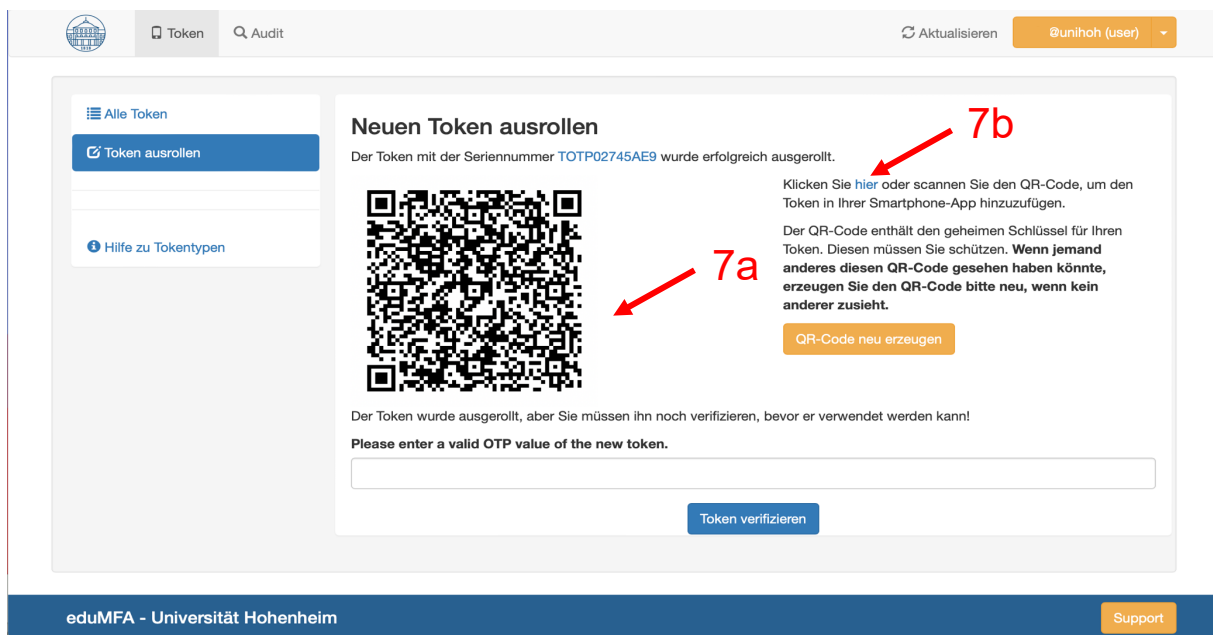 Token
Audit
Aktualisieren
@unihoh (user)
Alle Token
Token ausrollen
Hilfe zu Tokentypen
Neuen Token ausrollen
Der Token mit der Seriennummer TOTP02745AE9 wurde erfolgreich ausgerollt.
7b
Klicken Sie hier oder scannen Sie den QR-Code, um den
Token in Ihrer Smartphone-App hinzuzufügen.
7a
Der QR-Code enthält den geheimen Schlüssel für Ihren
Token. Diesen müssen Sie schützen. Wenn jemand
anderes diesen QR-Code gesehen haben könnte,
erzeugen Sie den QR-Code bitte neu, wenn kein
anderer zusieht.
QR-Code neu erzeugen
Der Token wurde ausgerollt, aber Sie müssen ihn noch verifizieren, bevor er verwendet werden kann!
Please enter a valid OTP value of the new token.
Token verifizieren
eduMFA - Universität Hohenheim
Support